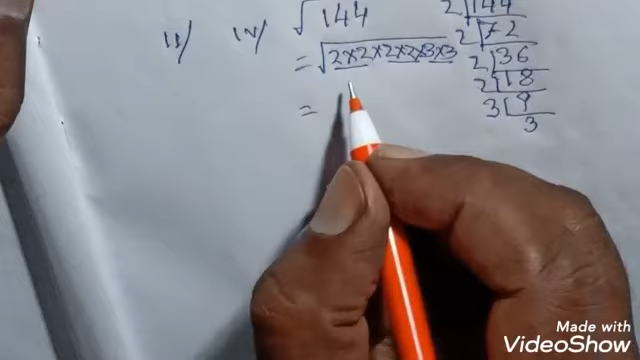 11/ iv/ √144
= √2×2×2×2×3×3
=
2 144
2 72
2 36
2 18
3 9
3
Made with
VideoShow